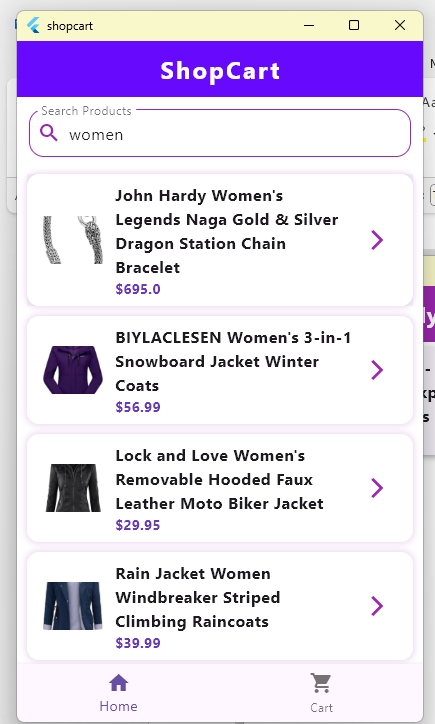 shopcart
ShopCart
Search Products
women
John Hardy Women's
Legends Naga Gold & Silver
Dragon Station Chain
Bracelet
$695.0
BIYLACLESEN Women's 3-in-1
Snowboard Jacket Winter
Coats
$56.99
Lock and Love Women's
Removable Hooded Faux
Leather Moto Biker Jacket
$29.95
Rain Jacket Women
Windbreaker Striped
Climbing Raincoats
$39.99
Home
Cart